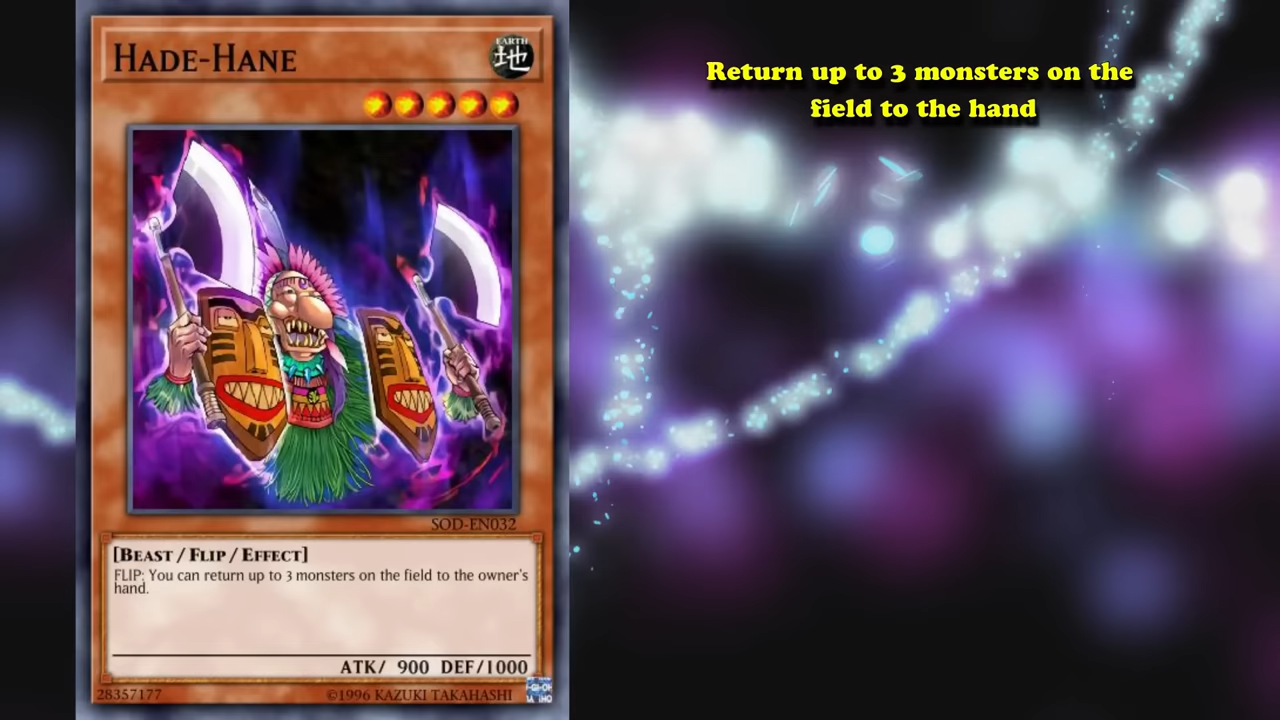 HADE-HANE
EARTH
地
SOD-EN032
[BEAST / FLIP / EFFECT]
FLIP: You can return up to 3 monsters on the field to the owner's
hand.
ATK/ 900 DEF/1000
28357177
©1996 KAZUKI TAKAHASHI
Return up to 3 monsters on the
field to the hand